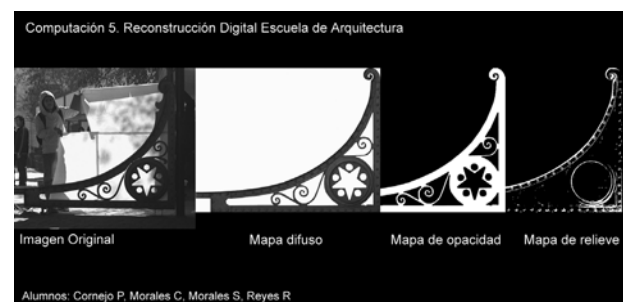 Computación 5. Reconstrucción Digital Escuela de Arquitectura
Imagen Original
Mapa difuso
Mapa de opacidad
Mapa de relieve
Alumnos: Cornejo P, Morales C, Morales S, Reyes R